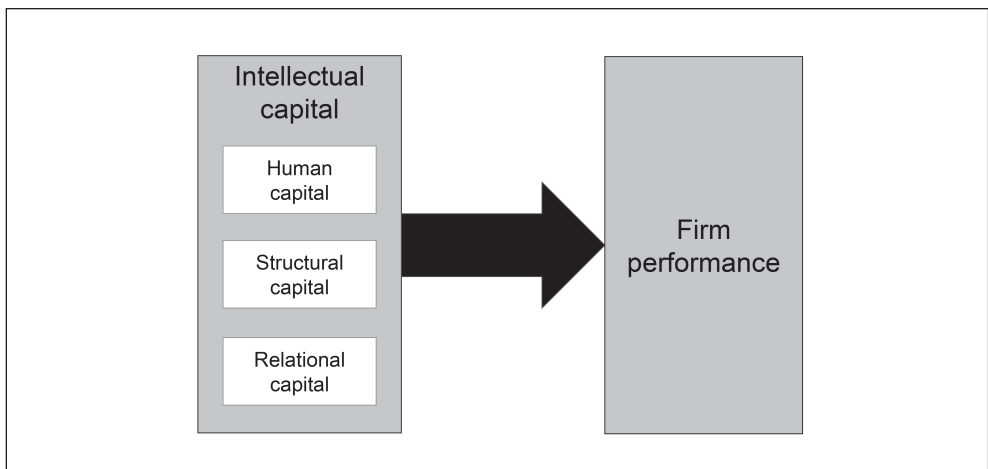 Intellectual
capital
Human
capital
Structural
capital
Relational
capital
Firm
performance